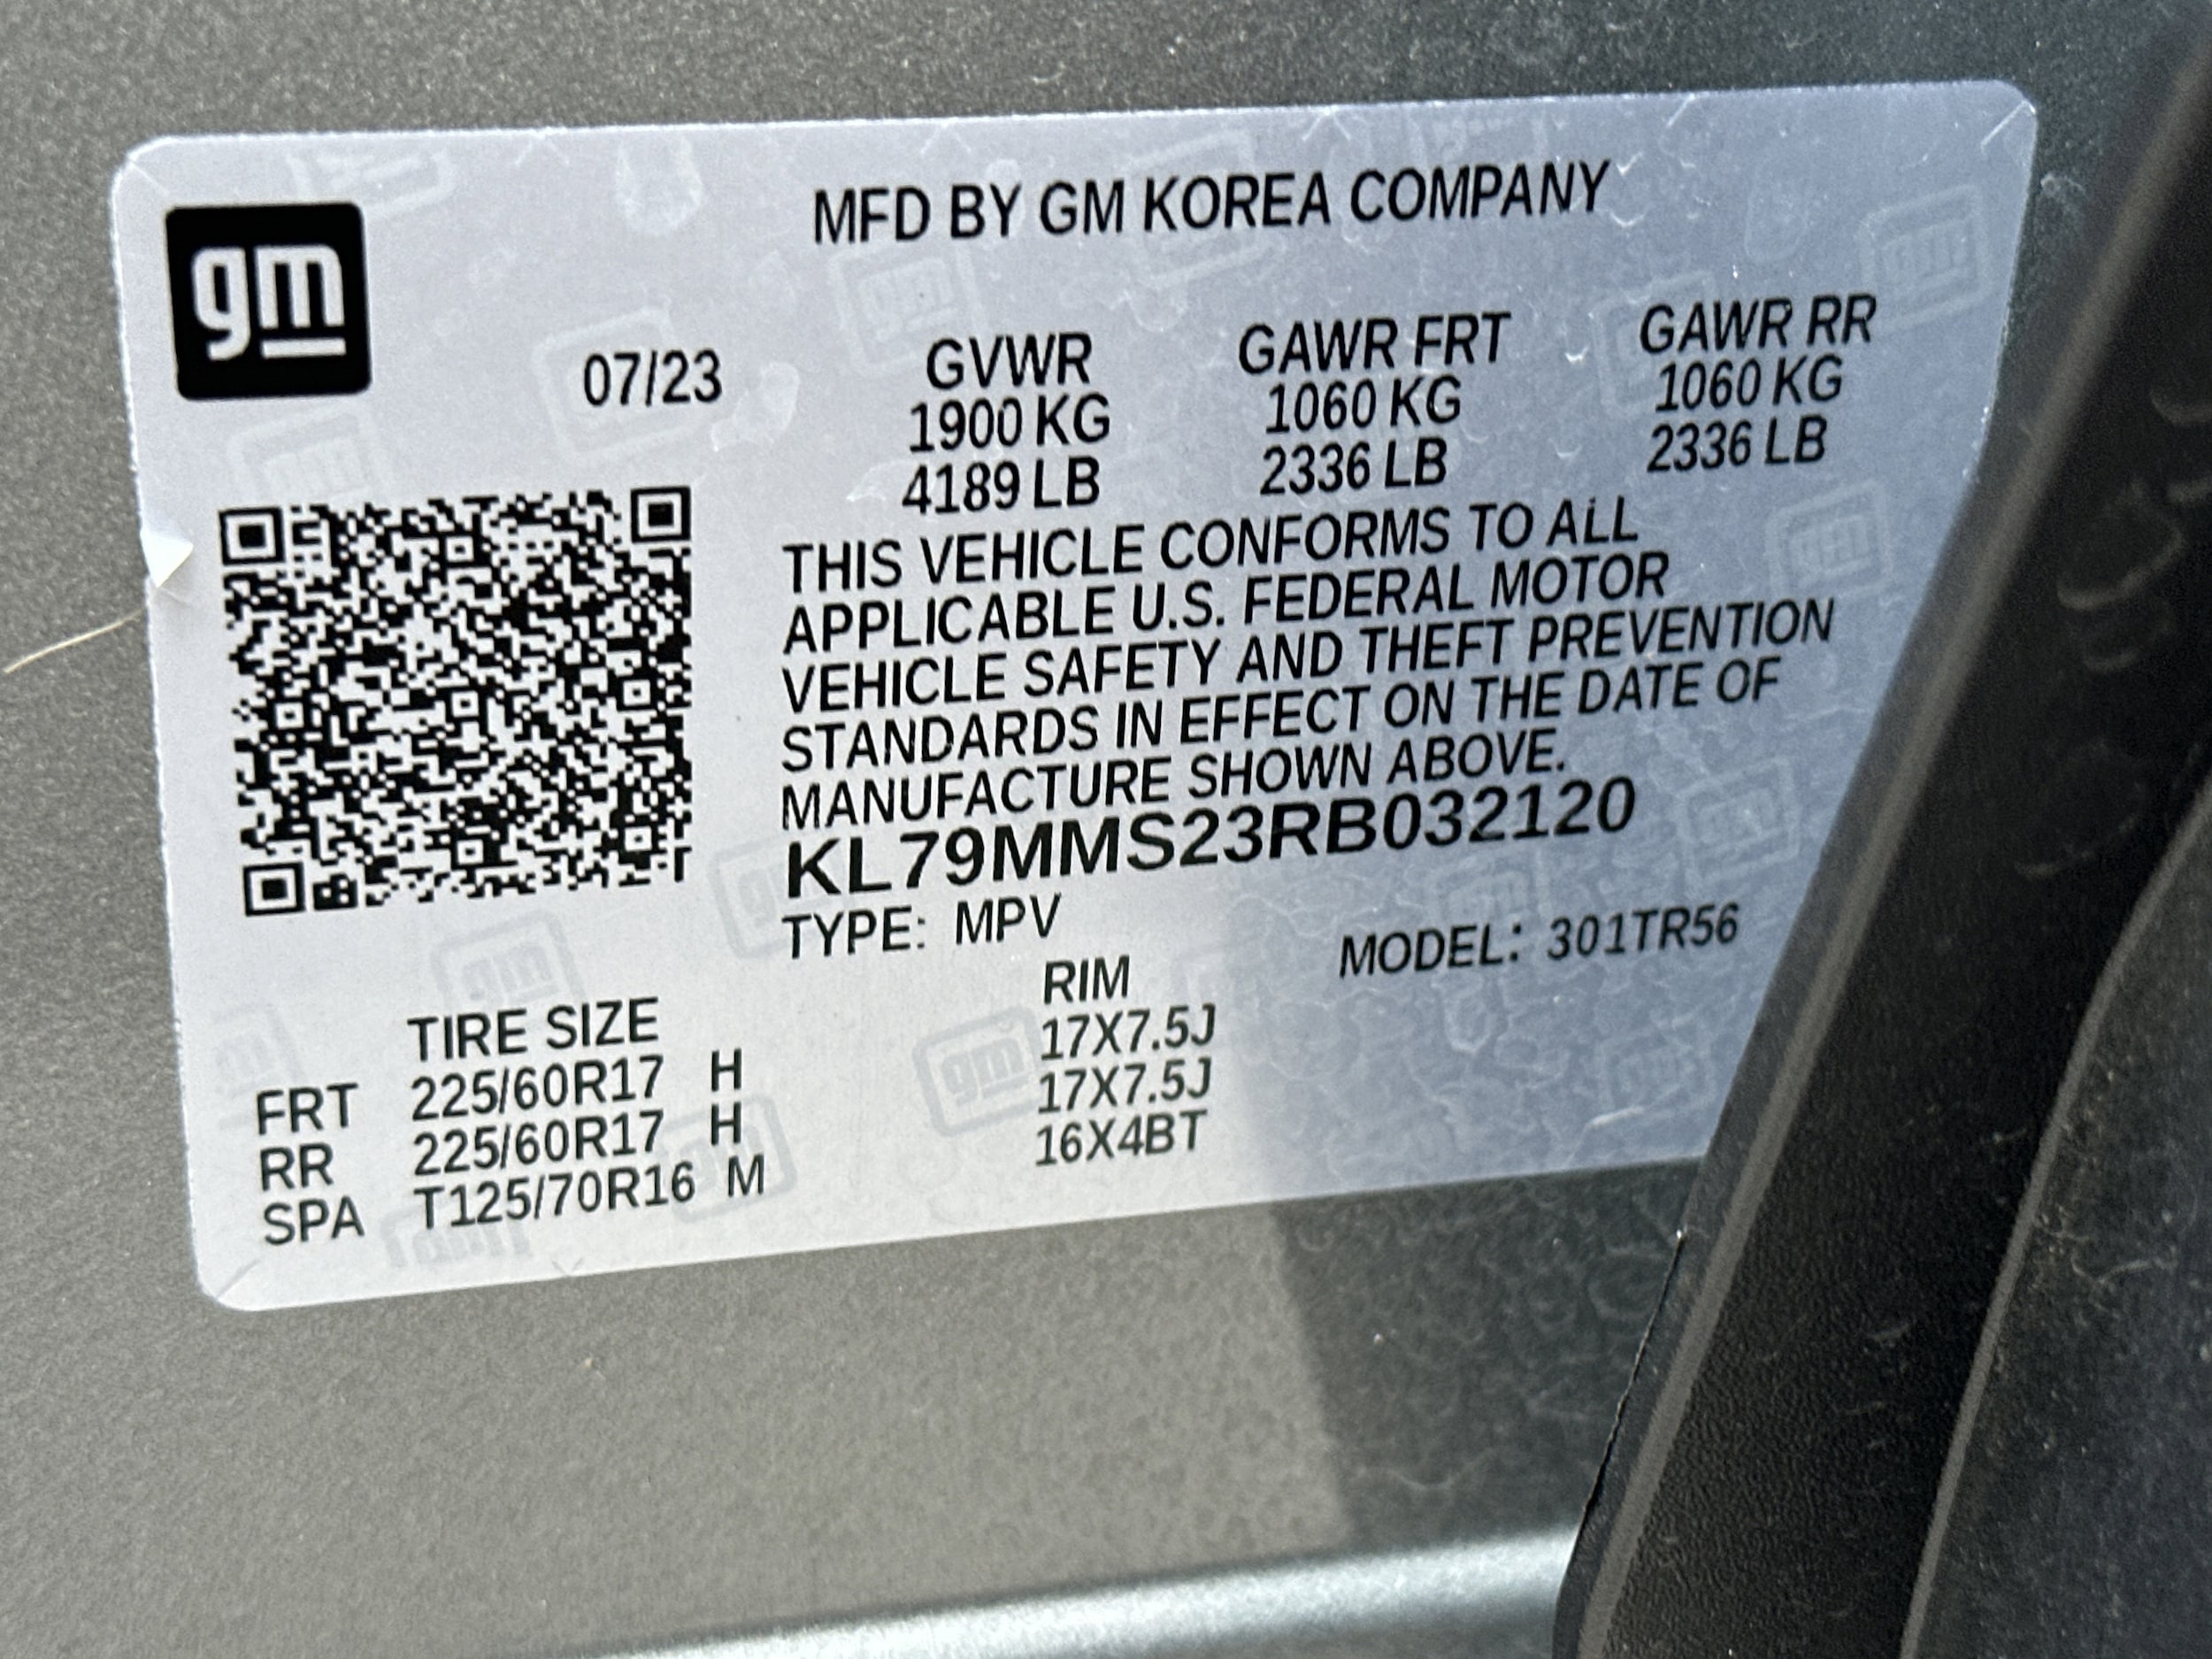 gm
MFD BY GM KOREA COMPANY
07/23
GVWR GAWR FRT GAWR RR
1900 KG 1060 KG 1060 KG
4189 LB 2336 LB 2336 LB
THIS VEHICLE CONFORMS TO ALL
APPLICABLE U.S. FEDERAL MOTOR
VEHICLE SAFETY AND THEFT PREVENTION
STANDARDS IN EFFECT ON THE DATE OF
MANUFACTURE SHOWN ABOVE.
KL79MMS23RB032120
TYPE: MPV MODEL: 301TR56
TIRE SIZE RIM
FRT 225/60R17 H 17X7.5J
RR 225/60R17 H 17X7.5J
SPA T125/70R16 M 16X4BT